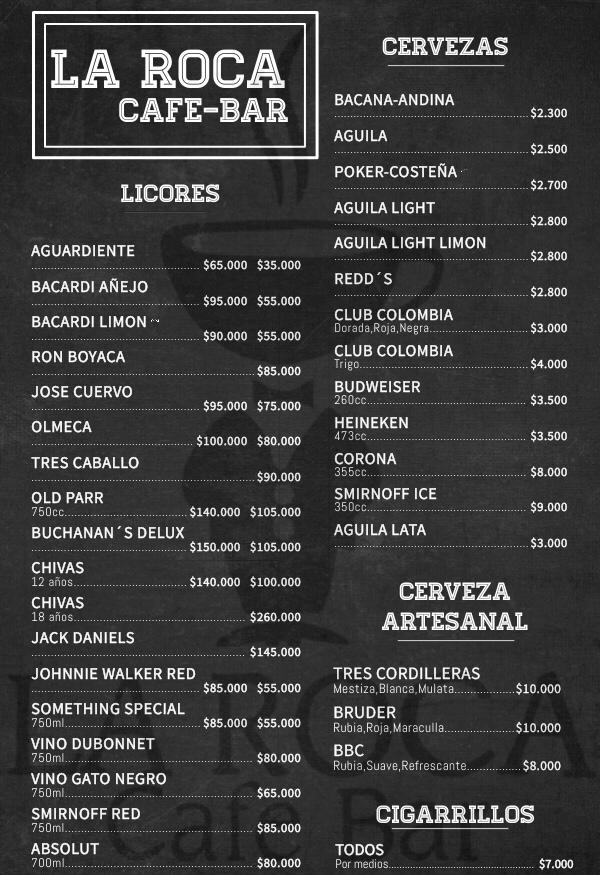 LA ROCA
CAFE-BAR
LICORES
AGUARDIENTE
$65.000 $35.000
BACARDI AÑEJO
$95.000 $55.000
BACARDI LIMON ~
$90.000 $55.000
RON BOYACA
$85.000
JOSE CUERVO
$95.000 $75.000
OLMECA
$100.000 $80.000
TRES CABALLO
$90.000
OLD PARR
750cc $140.000 $105.000
BUCHANAN´S DELUX
$150.000 $105.000
CHIVAS
12 años $140.000 $100.000
CHIVAS
18 años $260.000
JACK DANIELS
$145.000
JOHNNIE WALKER RED
$85.000 $55.000
SOMETHING SPECIAL
750ml $85.000 $55.000
VINO DUBONNET
750ml $80.000
VINO GATO NEGRO
750ml $65.000
SMIRNOFF RED
750ml $85.000
ABSOLUT
700ml $80.000
CERVEZAS
BACANA-ANDINA
$2.300
AGUILA
$2.500
POKER-COSTEÑA
$2.700
AGUILA LIGHT
$2.800
AGUILA LIGHT LIMON
$2.800
REDD´S
$2.800
CLUB COLOMBIA
Dorada,Roja,Negra $3.000
CLUB COLOMBIA
Trigo $4.000
BUDWEISER
260cc $3.500
HEINEKEN
473cc $3.500
CORONA
355cc $8.000
SMIRNOFF ICE
350cc $9.000
AGUILA LATA
$3.000
CERVEZA
ARTESANAL
TRES CORDILLERAS
Mestiza,Blanca,Mulata $10.000
BRUDER
Rubia,Roja,Maraculla $10.000
BBC
Rubia,Suave,Refrescante $8.000
CIGARRILLOS
TODOS
Por medios $7.000
LA ROCA
Café Bar